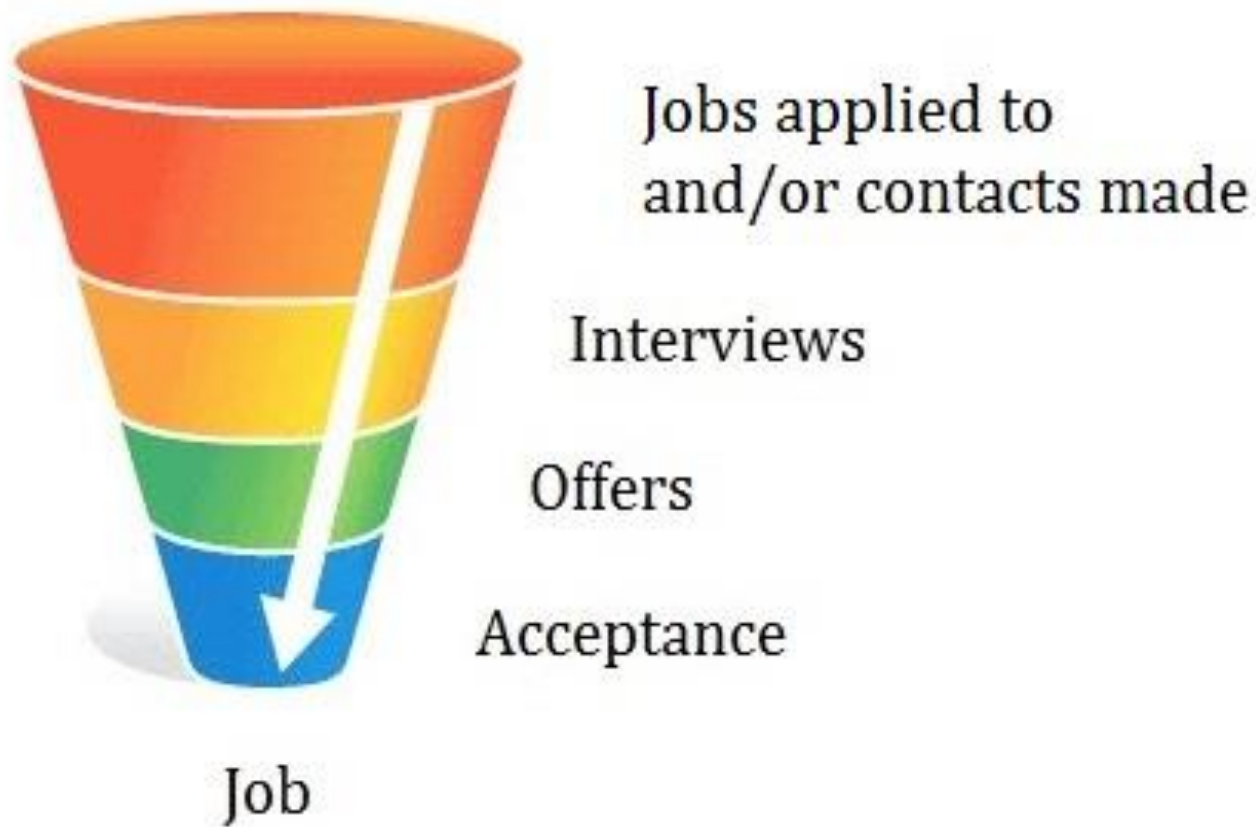 Jobs applied to
and/or contacts made
Interviews
Offers
Acceptance
Job